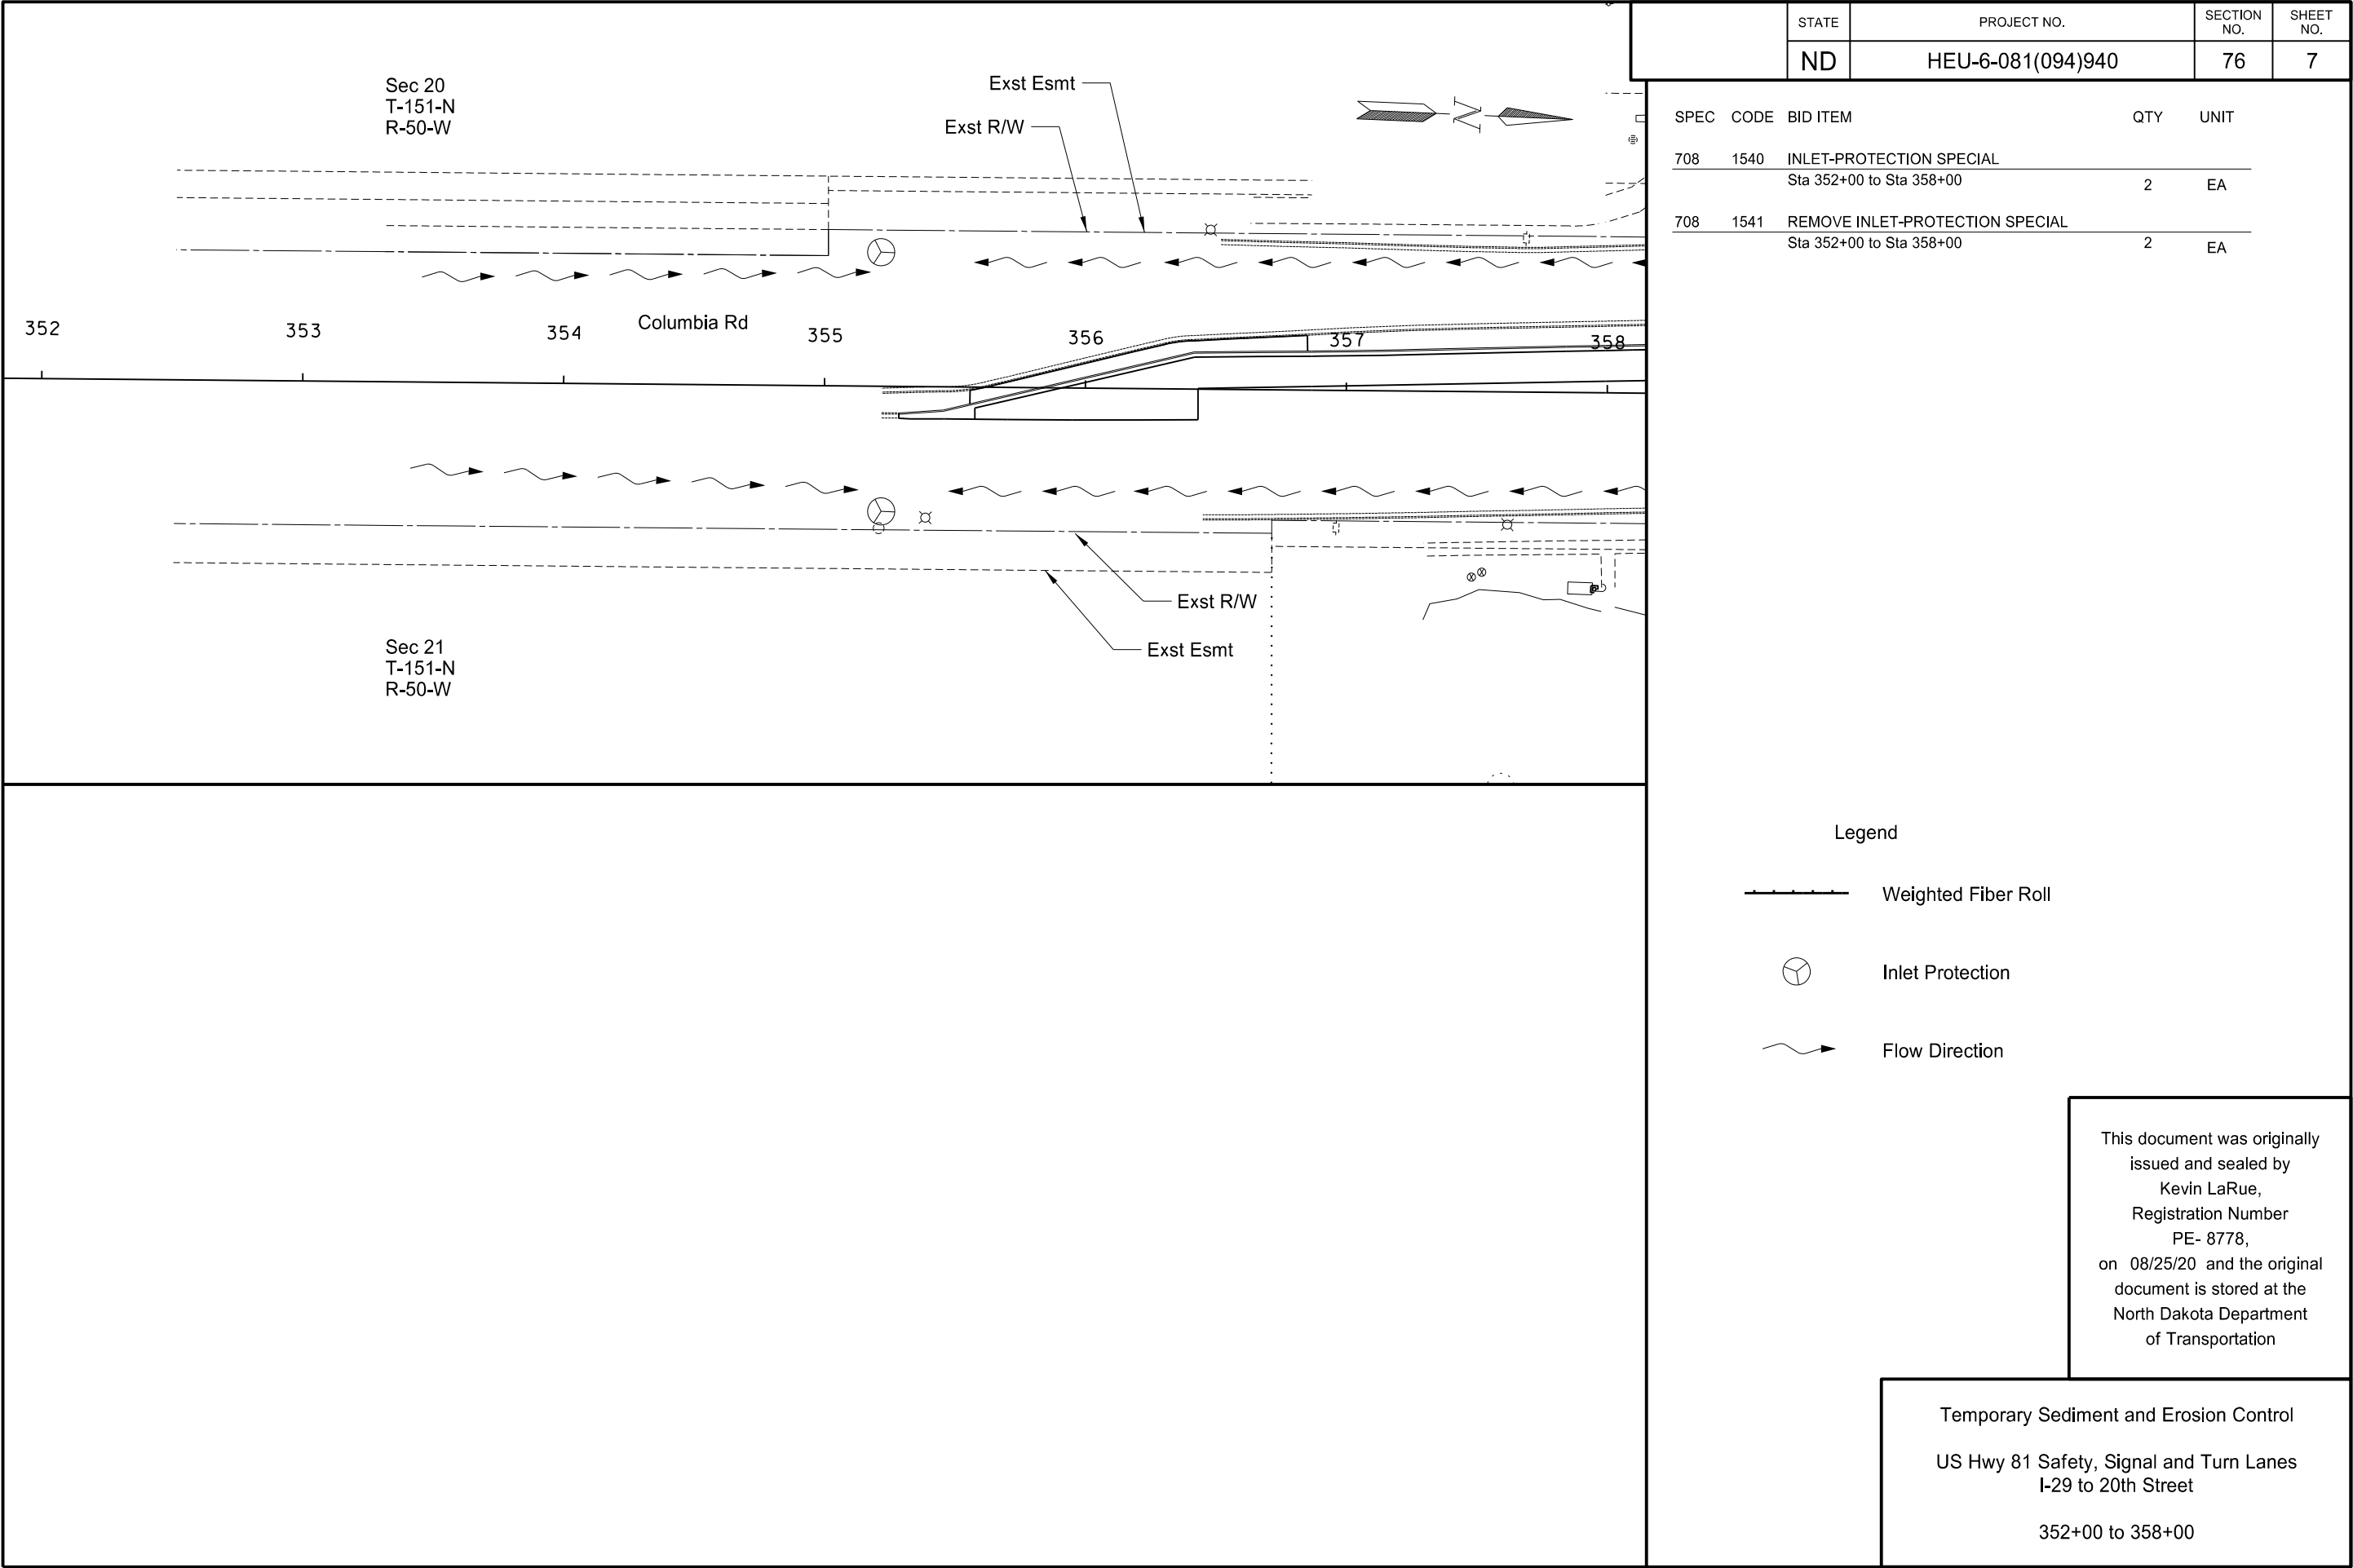 STATE
PROJECT NO.
SECTION NO.
SHEET NO.
ND
HEU-6-081(094)940
76
7
Sec 20
T-151-N
R-50-W
Exst Esmt
Exst R/W
N
352
353
354
Columbia Rd
355
356
357
358
Exst R/W
Exst Esmt
Sec 21
T-151-N
R-50-W
SPEC CODE BID ITEM QTY UNIT
708 1540 INLET-PROTECTION SPECIAL
Sta 352+00 to Sta 358+00 2 EA
708 1541 REMOVE INLET-PROTECTION SPECIAL
Sta 352+00 to Sta 358+00 2 EA
Legend
Weighted Fiber Roll
Inlet Protection
Flow Direction
This document was originally
issued and sealed by
Kevin LaRue,
Registration Number
PE- 8778,
on 08/25/20 and the original
document is stored at the
North Dakota Department
of Transportation
Temporary Sediment and Erosion Control
US Hwy 81 Safety, Signal and Turn Lanes
I-29 to 20th Street
352+00 to 358+00